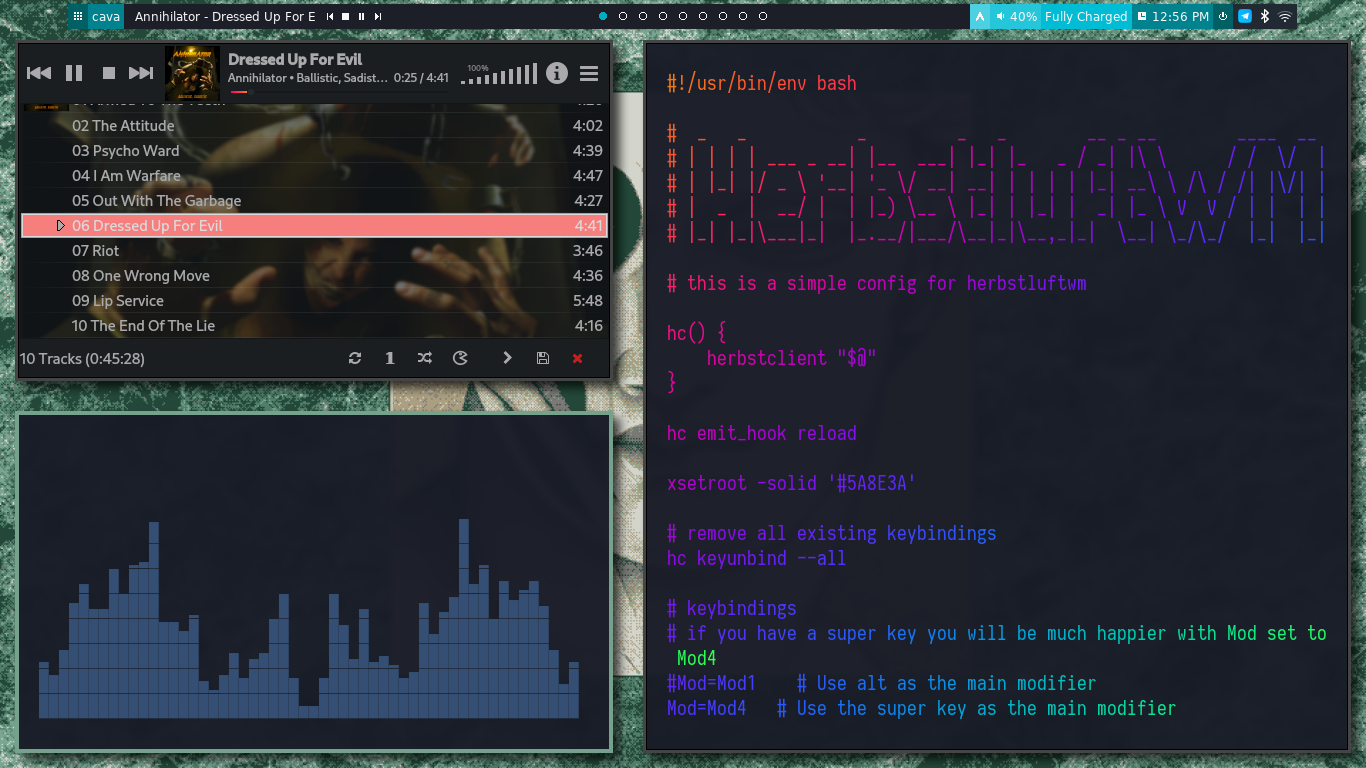 cava
Annihilator - Dressed Up For E
40% Fully Charged
12:56 PM
Dressed Up For Evil
Annihilator • Ballistic, Sadist... 0:25 / 4:41
100%
02 The Attitude 4:02
03 Psycho Ward 4:39
04 I Am Warfare 4:47
05 Out With The Garbage 4:27
06 Dressed Up For Evil 4:41
07 Riot 3:46
08 One Wrong Move 4:36
09 Lip Service 5:48
10 The End Of The Lie 4:16
10 Tracks (0:45:28)
1
#!/usr/bin/env bash
HerbstluftWM
# this is a simple config for herbstluftwm
hc() {
herbstclient "$@"
}
hc emit_hook reload
xsetroot -solid '#5A8E3A'
# remove all existing keybindings
hc keyunbind --all
# keybindings
# if you have a super key you will be much happier with Mod set to
Mod4
#Mod=Mod1    # Use alt as the main modifier
Mod=Mod4   # Use the super key as the main modifier